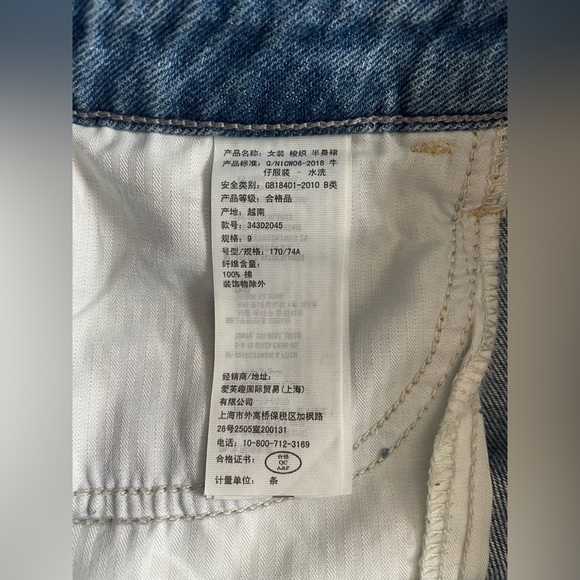 产品名称: 女装 梭织 半身裙
产品标准: Q/NICW06-2018 牛
仔服装 - 水洗
安全类别: GB18401-2010 B类
产品等级: 合格品
产地: 越南
款号: 343D2045
规格: 9
号型/规格: 170/74A
纤维含量:
100% 棉
装饰物除外
经销商/地址:
爱芙趣国际贸易(上海)
有限公司
上海市外高桥保税区加枫路
28号2505室200131
电话: 10-800-712-3169
合格证书: 合格
QC
A&F
计量单位: 条